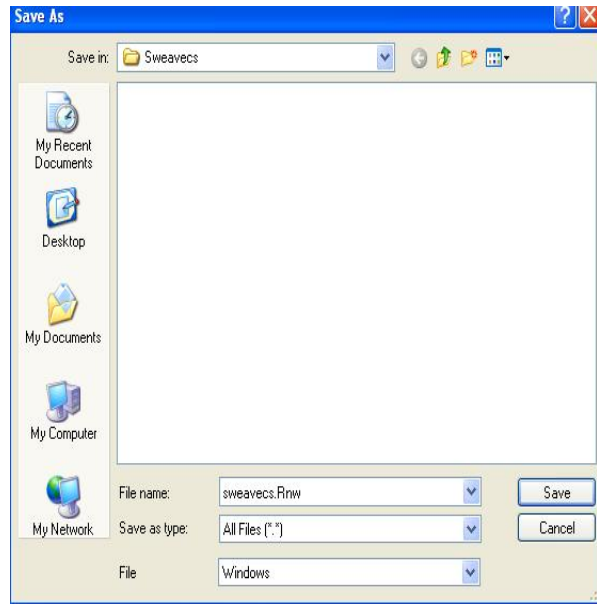 Save As
Save in: Sweavecs
My Recent
Documents
Desktop
My Documents
My Computer
My Network
File name: sweavecs.Rnw Save
Save as type: All Files (*.*) Cancel
File Windows